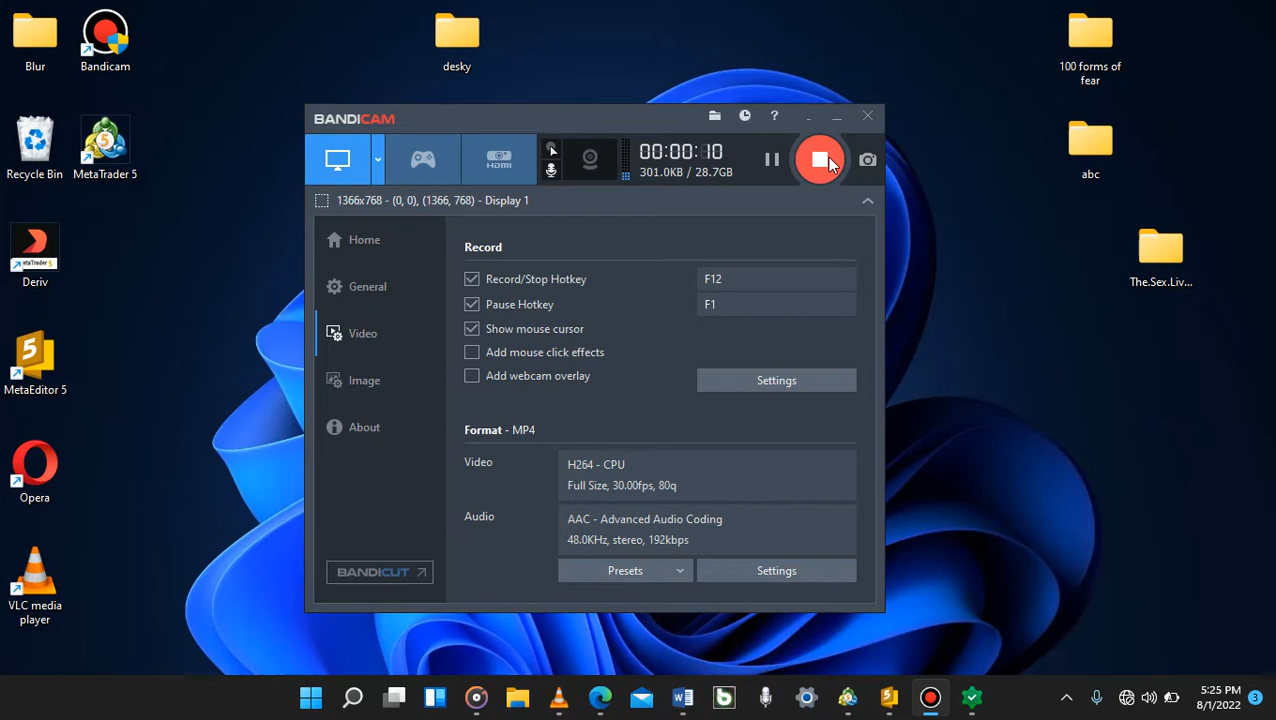 Blur
Bandicam
desky
100 forms of
fear
Recycle Bin
MetaTrader 5
abc
MetaTrader 5
Deriv
The.Sex.Liv...
MetaEditor 5
Opera
VLC media
player
BANDICAM
?
HDMI
00:00:10
301.0KB / 28.7GB
1366x768 - (0, 0), (1366, 768) - Display 1
Home
General
Video
Image
About
BANDICUT
Record
Record/Stop Hotkey
F12
Pause Hotkey
F1
Show mouse cursor
Add mouse click effects
Add webcam overlay
Settings
Format - MP4
Video
H264 - CPU
Full Size, 30.00fps, 80q
Audio
AAC - Advanced Audio Coding
48.0KHz, stereo, 192kbps
Presets
Settings
5:25 PM
8/1/2022
3